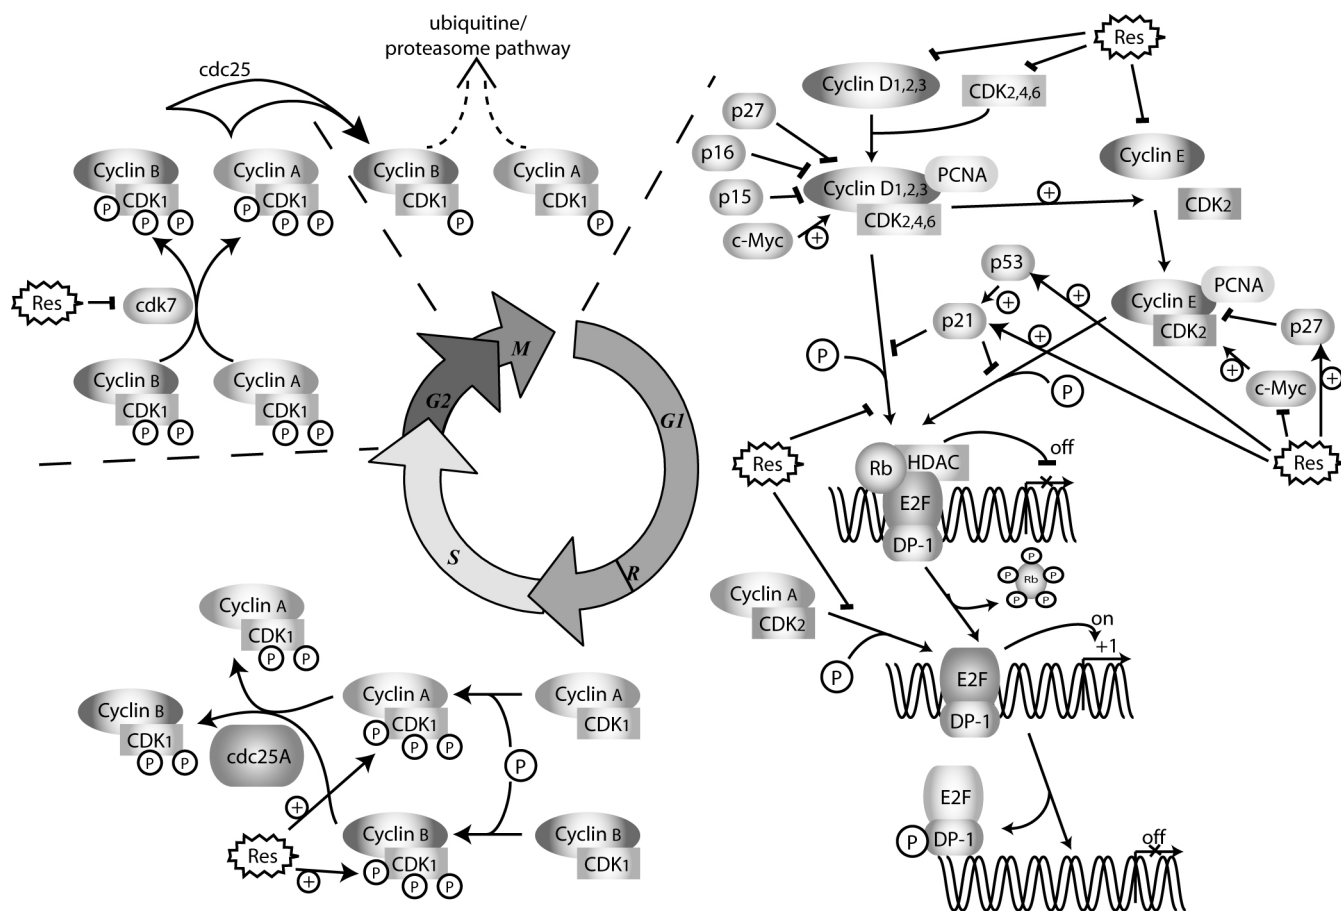 ubiquitine/
proteasome pathway
cdc25
Cyclin B
CDK1
P
P
P
Cyclin A
CDK1
P
P
P
Cyclin B
CDK1
P
Cyclin A
CDK1
P
Res
cdk7
Cyclin B
CDK1
P
P
Cyclin A
CDK1
P
P
M
G2
G1
S
R
Cyclin A
CDK1
P
P
Cyclin B
CDK1
P
P
cdc25A
Cyclin A
CDK1
P
P
P
Cyclin A
CDK1
P
+
Res
+
Cyclin B
CDK1
P
P
P
Cyclin B
CDK1
Res
Cyclin D1,2,3
CDK2,4,6
p27
p16
p15
c-Myc
+
Cyclin D1,2,3
PCNA
CDK2,4,6
+
Cyclin E
CDK2
p53
+
p21
+
+
Cyclin E
PCNA
CDK2
p27
+
c-Myc
+
Res
P
P
Res
Rb
HDAC
off
E2F
DP-1
P
P
P
Rb
P
P
Cyclin A
CDK2
P
on
+1
E2F
DP-1
E2F
P
DP-1
off